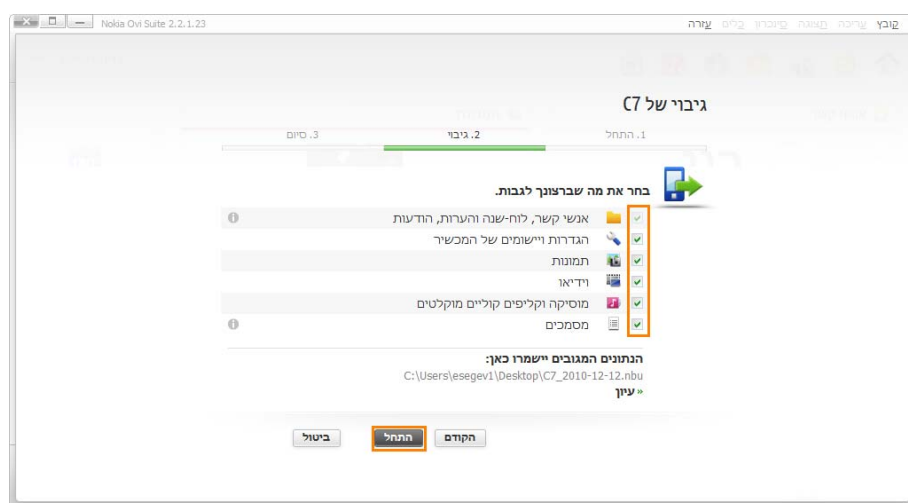 Nokia Ovi Suite 2.2.1.23
קובץ עריכה תצוגה סינכרון כלים עזרה
גיבוי של C7
1. התחל 2. גיבוי 3. סיום
בחר את מה שברצונך לגבות.
אנשי קשר, לוח-שנה והערות, הודעות
הגדרות ויישומים של המכשיר
תמונות
וידיאו
מוסיקה וקליפים קוליים מוקלטים
מסמכים
הנתונים המגובים יישמרו כאן:
C:\Users\esegev1\Desktop\C7_2010-12-12.nbu
» עיון
הקודם התחל ביטול